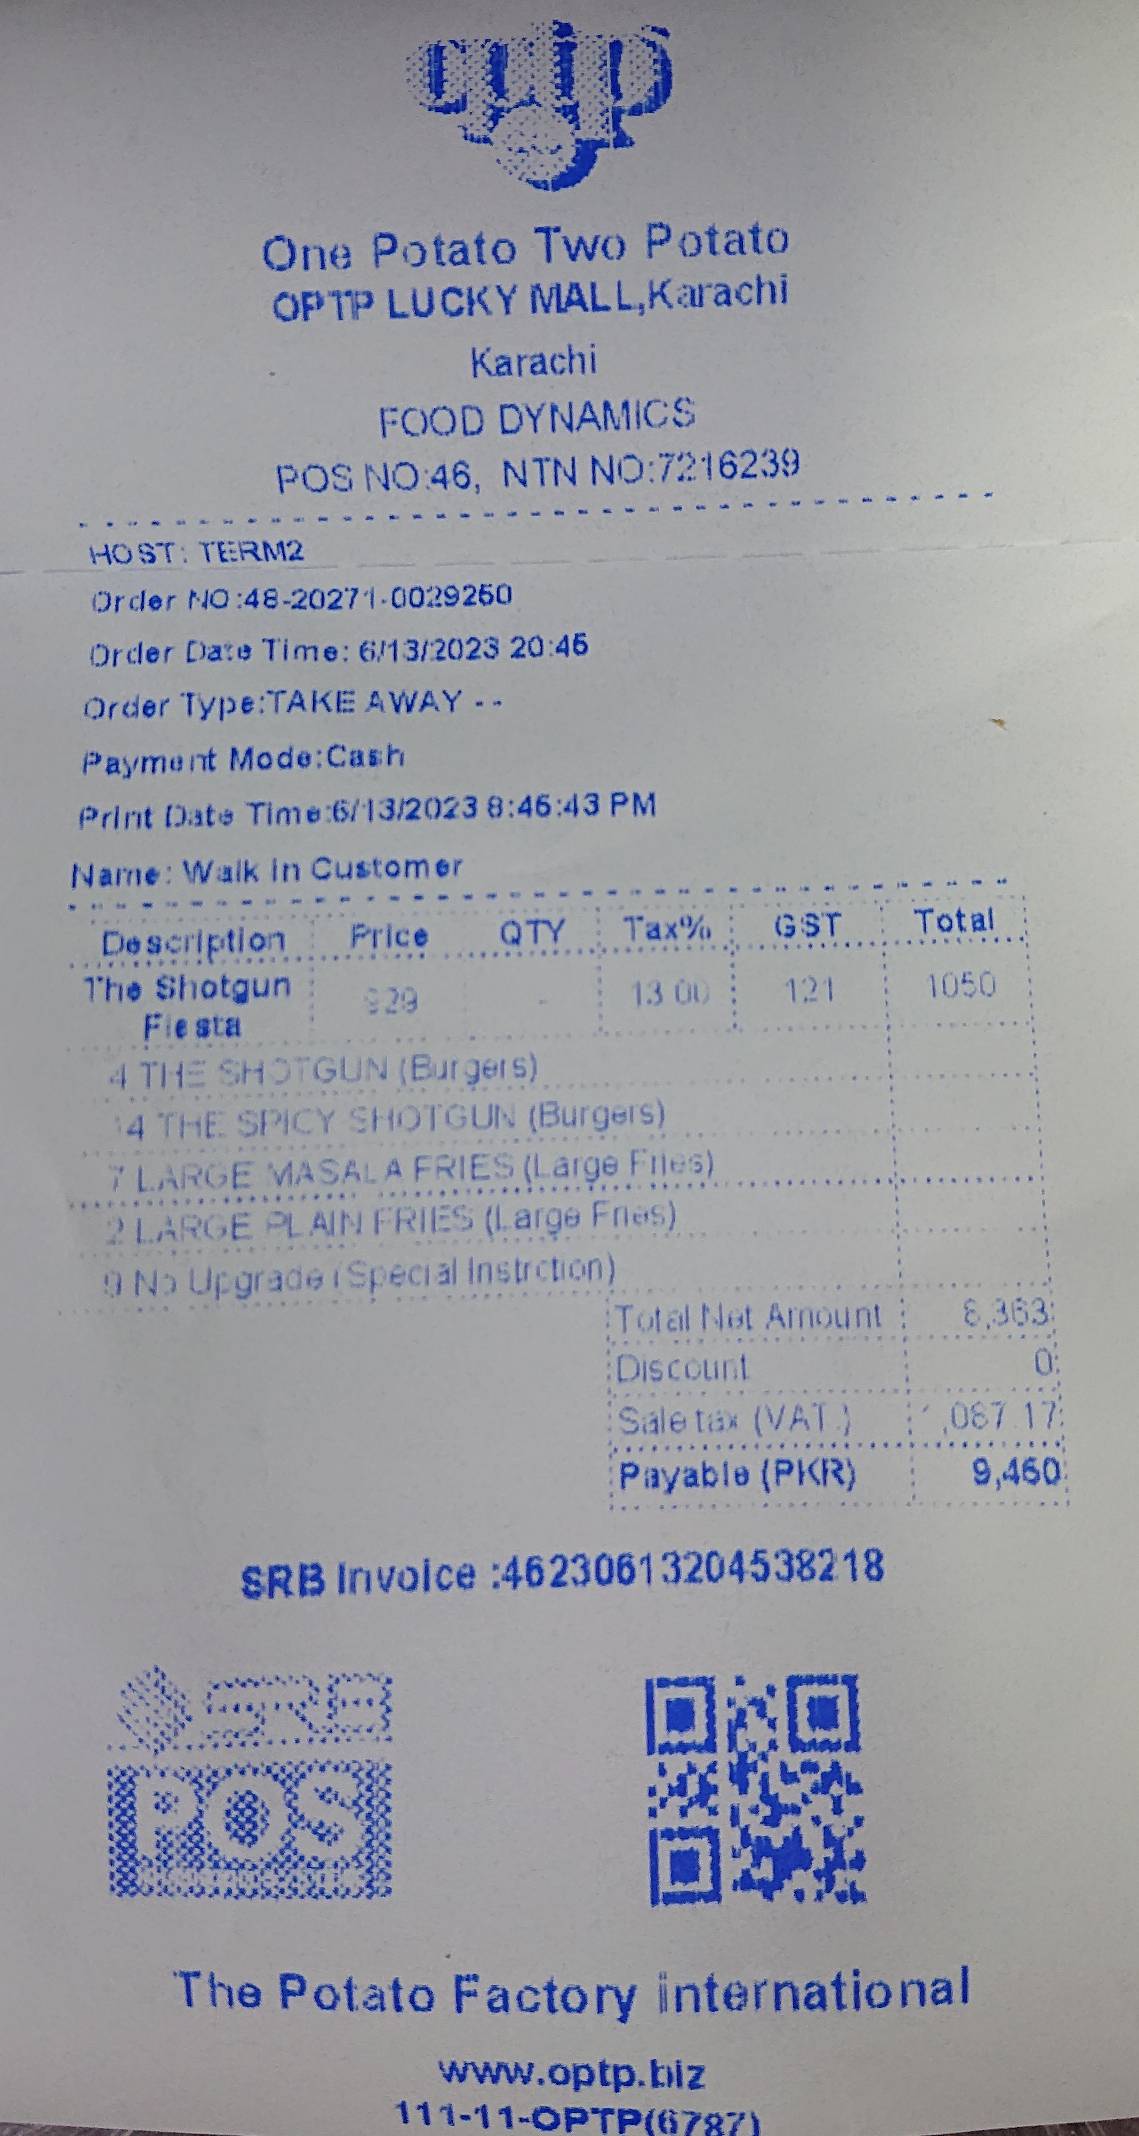 optp
One Potato Two Potato
OPTP LUCKY MALL,Karachi
Karachi
FOOD DYNAMICS
POS NO:46, NTN NO:7216239
HOST: TERM2
Order NO:48-20271-0029250
Order Date Time: 6/13/2023 20:45
Order Type:TAKE AWAY --
Payment Mode:Cash
Print Date Time:6/13/2023 8:45:43 PM
Name: Walk in Customer
Description Price QTY Tax% GST Total
The Shotgun Fiesta 929 - 13.00 121 1050
4 THE SHOTGUN (Burgers)
4 THE SPICY SHOTGUN (Burgers)
7 LARGE MASALA FRIES (Large Fries)
2 LARGE PLAIN FRIES (Large Fries)
9 No Upgrade (Special Instrction)
Total Net Amount 8,363
Discount 0
Sale tax (VAT.) 1,087.17
Payable (PKR) 9,450
SRB Invoice :46230613204538218
SRB
POS
The Potato Factory international
www.optp.biz
111-11-OPTP(6787)